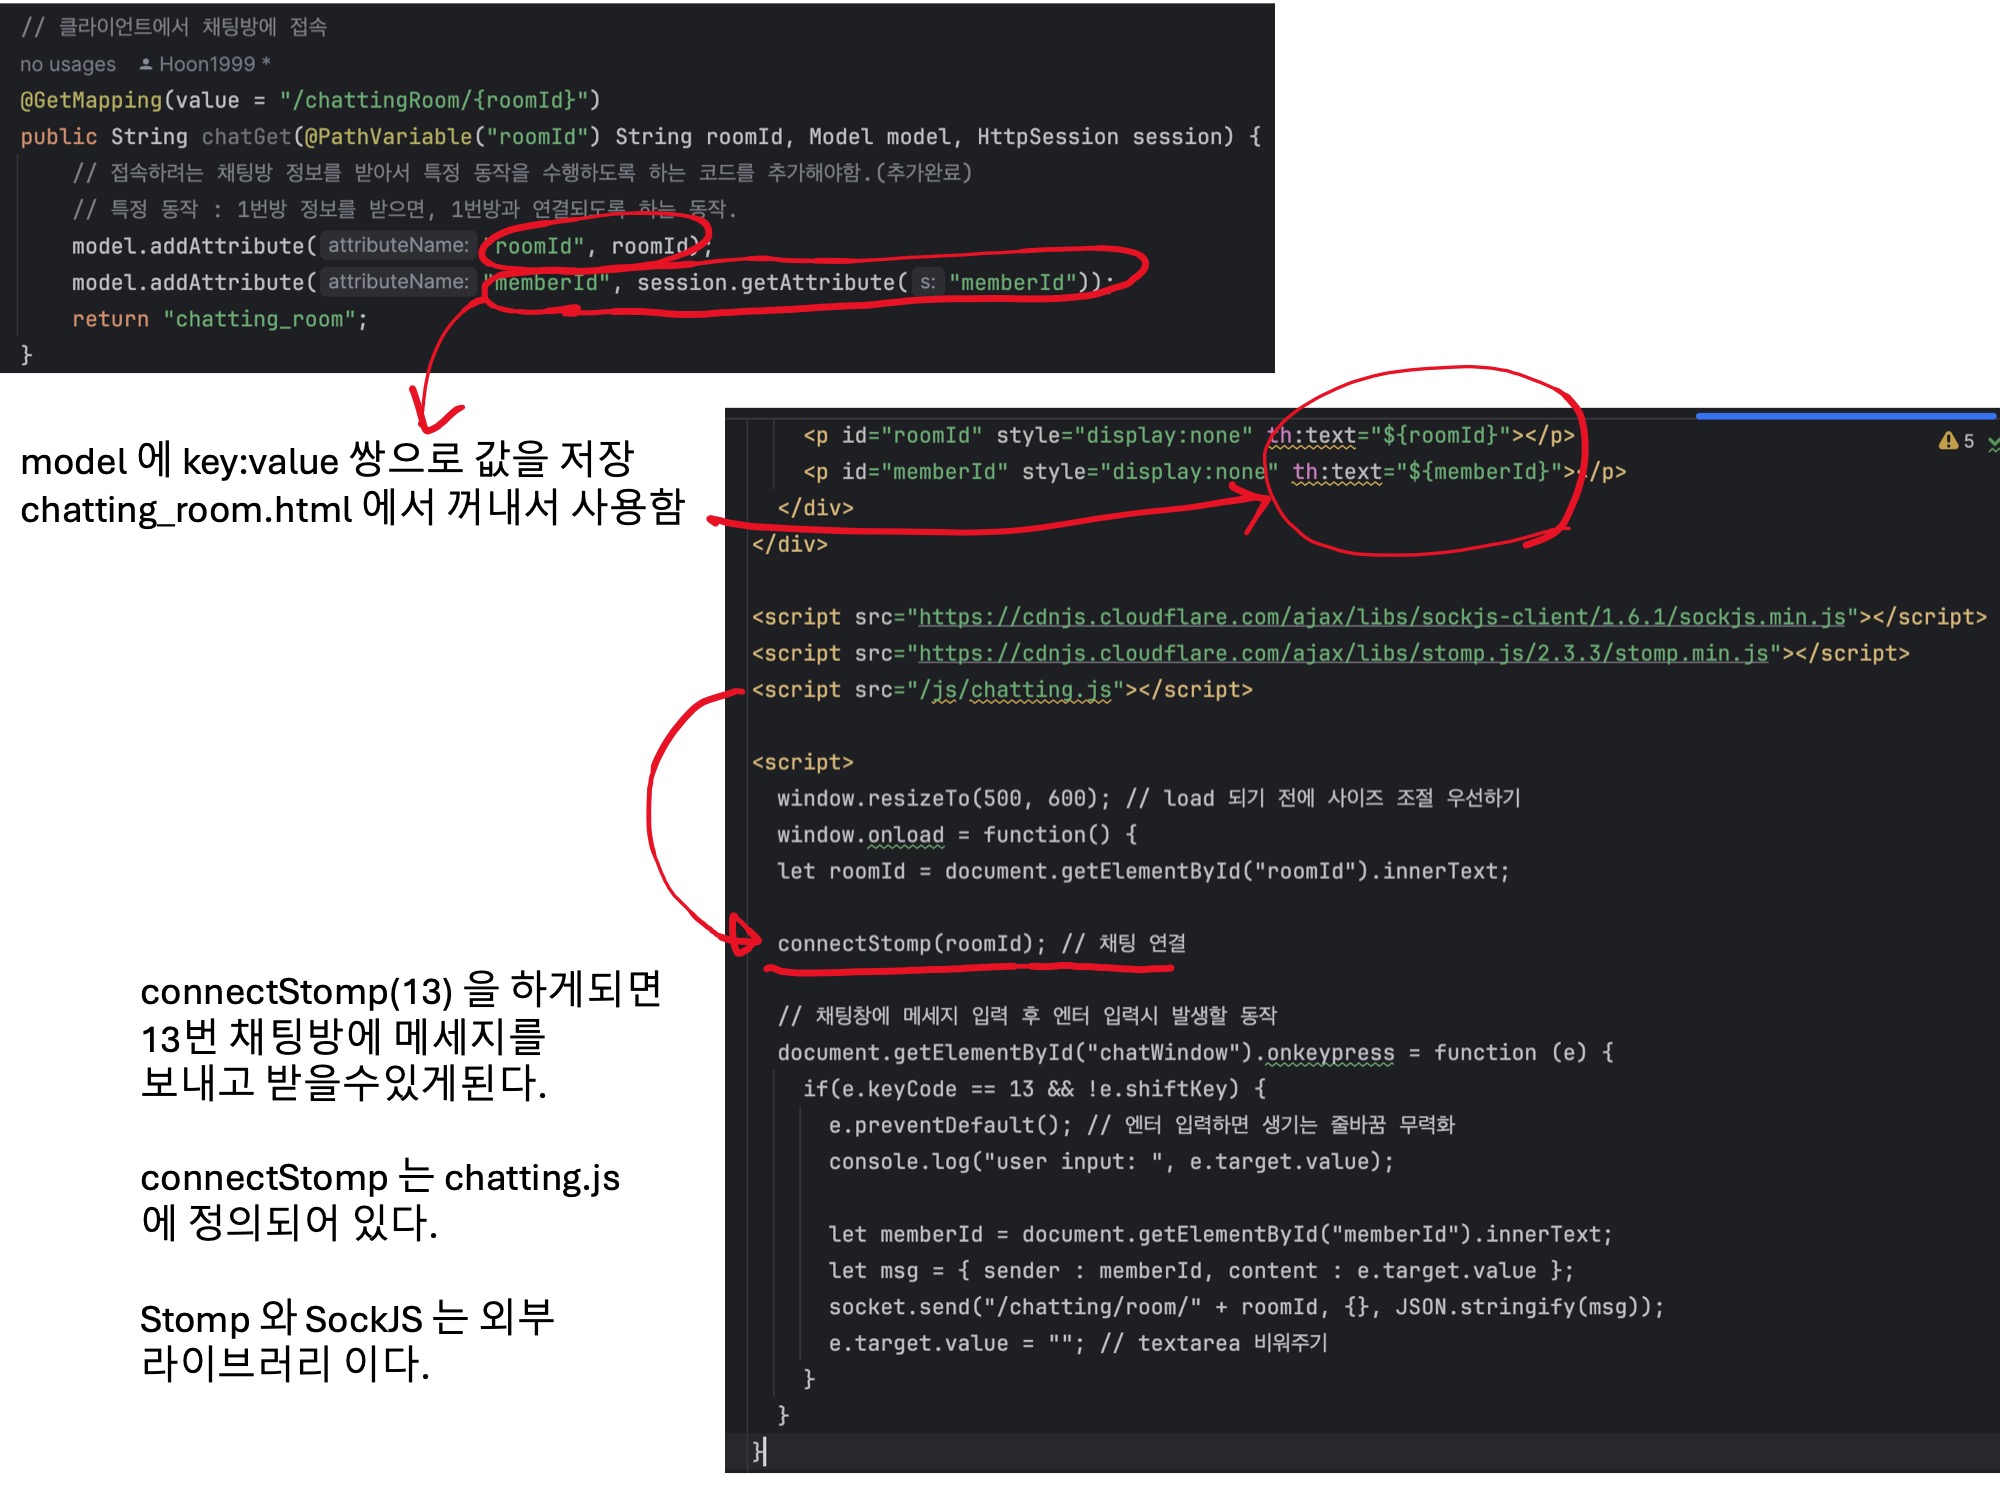 // 클라이언트에서 채팅방에 접속
no usages Hoon1999 *
@GetMapping(value = "/chattingRoom/{roomId}")
public String chatGet(@PathVariable("roomId") String roomId, Model model, HttpSession session) {
// 접속하려는 채팅방 정보를 받아서 특정 동작을 수행하도록 하는 코드를 추가해야함.(추가완료)
// 특정 동작 : 1번방 정보를 받으면, 1번방과 연결되도록 하는 동작.
model.addAttribute( attributeName: "roomId", roomId);
model.addAttribute( attributeName: "memberId", session.getAttribute( s: "memberId"));
return "chatting_room";
}
model 에 key:value 쌍으로 값을 저장
chatting_room.html 에서 꺼내서 사용함
<p id="roomId" style="display:none" th:text="${roomId}"></p>
5
<p id="memberId" style="display:none" th:text="${memberId}"></p>
</div>
</div>
<script src="https://cdnjs.cloudflare.com/ajax/libs/sockjs-client/1.6.1/sockjs.min.js"></script>
<script src="https://cdnjs.cloudflare.com/ajax/libs/stomp.js/2.3.3/stomp.min.js"></script>
<script src="/js/chatting.js"></script>
<script>
window.resizeTo(500, 600); // load 되기 전에 사이즈 조절 우선하기
window.onload = function() {
let roomId = document.getElementById("roomId").innerText;
connectStomp(roomId); // 채팅 연결
// 채팅창에 메세지 입력 후 엔터 입력시 발생할 동작
document.getElementById("chatWindow").onkeypress = function (e) {
if(e.keyCode == 13 && !e.shiftKey) {
e.preventDefault(); // 엔터 입력하면 생기는 줄바꿈 무력화
console.log("user input: ", e.target.value);
let memberId = document.getElementById("memberId").innerText;
let msg = { sender : memberId, content : e.target.value };
socket.send("/chatting/room/" + roomId, {}, JSON.stringify(msg));
e.target.value = ""; // textarea 비워주기
}
}
}
connectStomp(13) 을 하게되면
13번 채팅방에 메세지를
보내고 받을수있게된다.
connectStomp 는 chatting.js
에 정의되어 있다.
Stomp 와 SockJS 는 외부
라이브러리 이다.